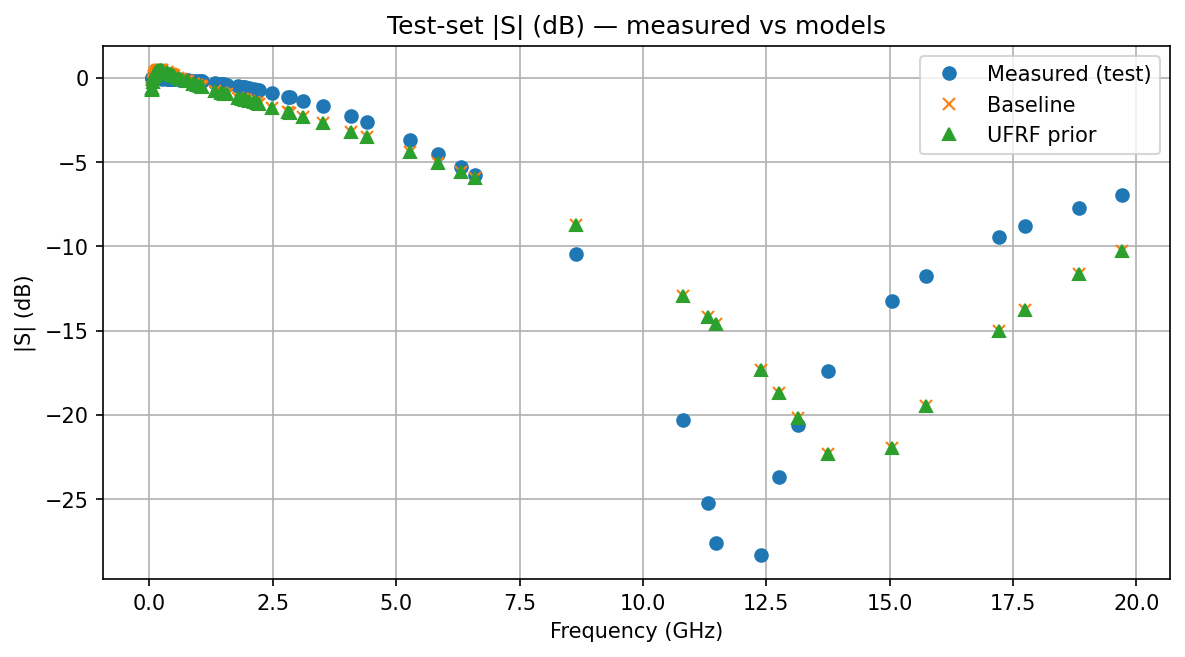 Test-set |S| (dB) — measured vs models
Measured (test)
Baseline
UFRF prior
|S| (dB)
0
−5
−10
−15
−20
−25
0.0 2.5 5.0 7.5 10.0 12.5 15.0 17.5 20.0
Frequency (GHz)